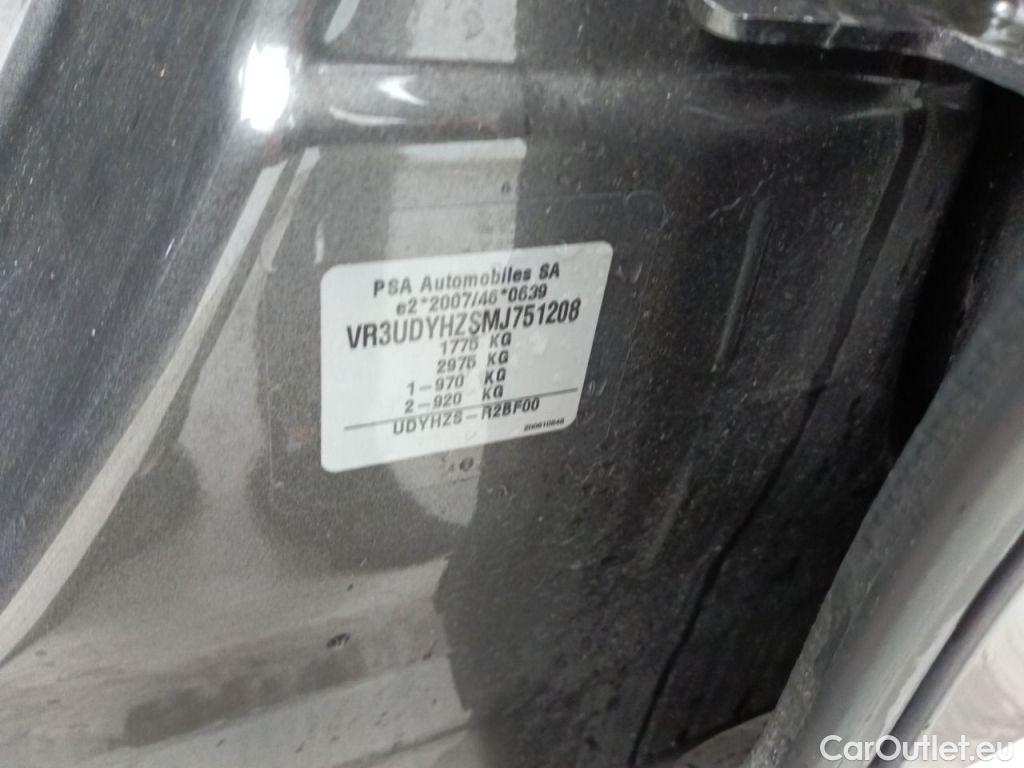 PSA Automobiles SA
e2*2007/46*0639
VR3UDYHZSMJ751208
1775 KG
2975 KG
1-970 KG
2-920 KG
UDYHZS-R2BF00
CarOutlet.eu